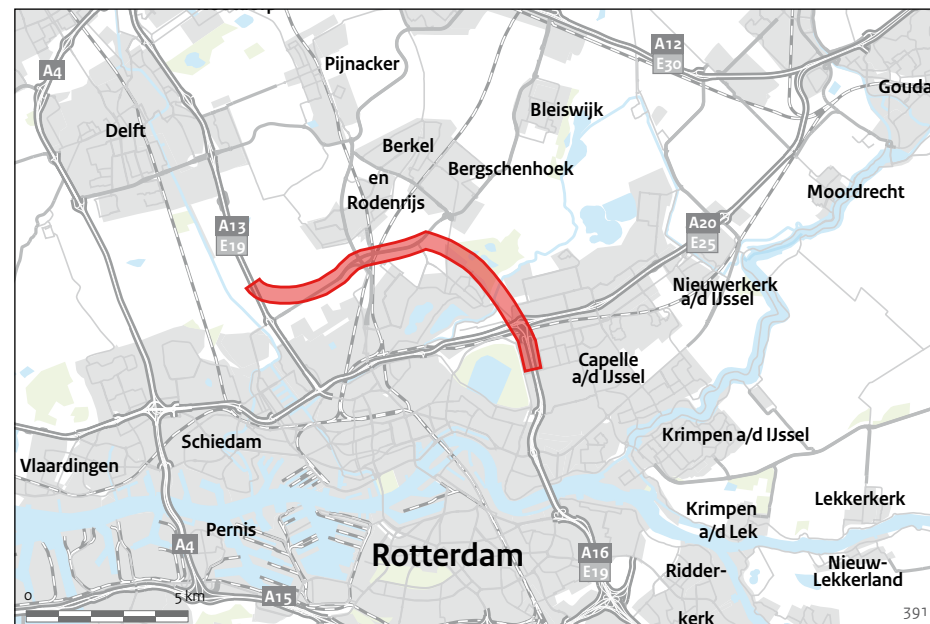 A12
E30
A4
Pijnacker
Gouda
Bleiswijk
Delft
Berkel
en
Rodenrijs
Bergschenhoek
Moordrecht
A13
E19
A20
E25
Nieuwerkerk
a/d IJssel
Capelle
a/d IJssel
Schiedam
Krimpen a/d IJssel
Vlaardingen
Lekkerkerk
Krimpen
a/d Lek
Pernis
A4
Rotterdam
A16
E19
Nieuw-
Lekkerland
Ridder-
kerk
A15
0
5 km
391